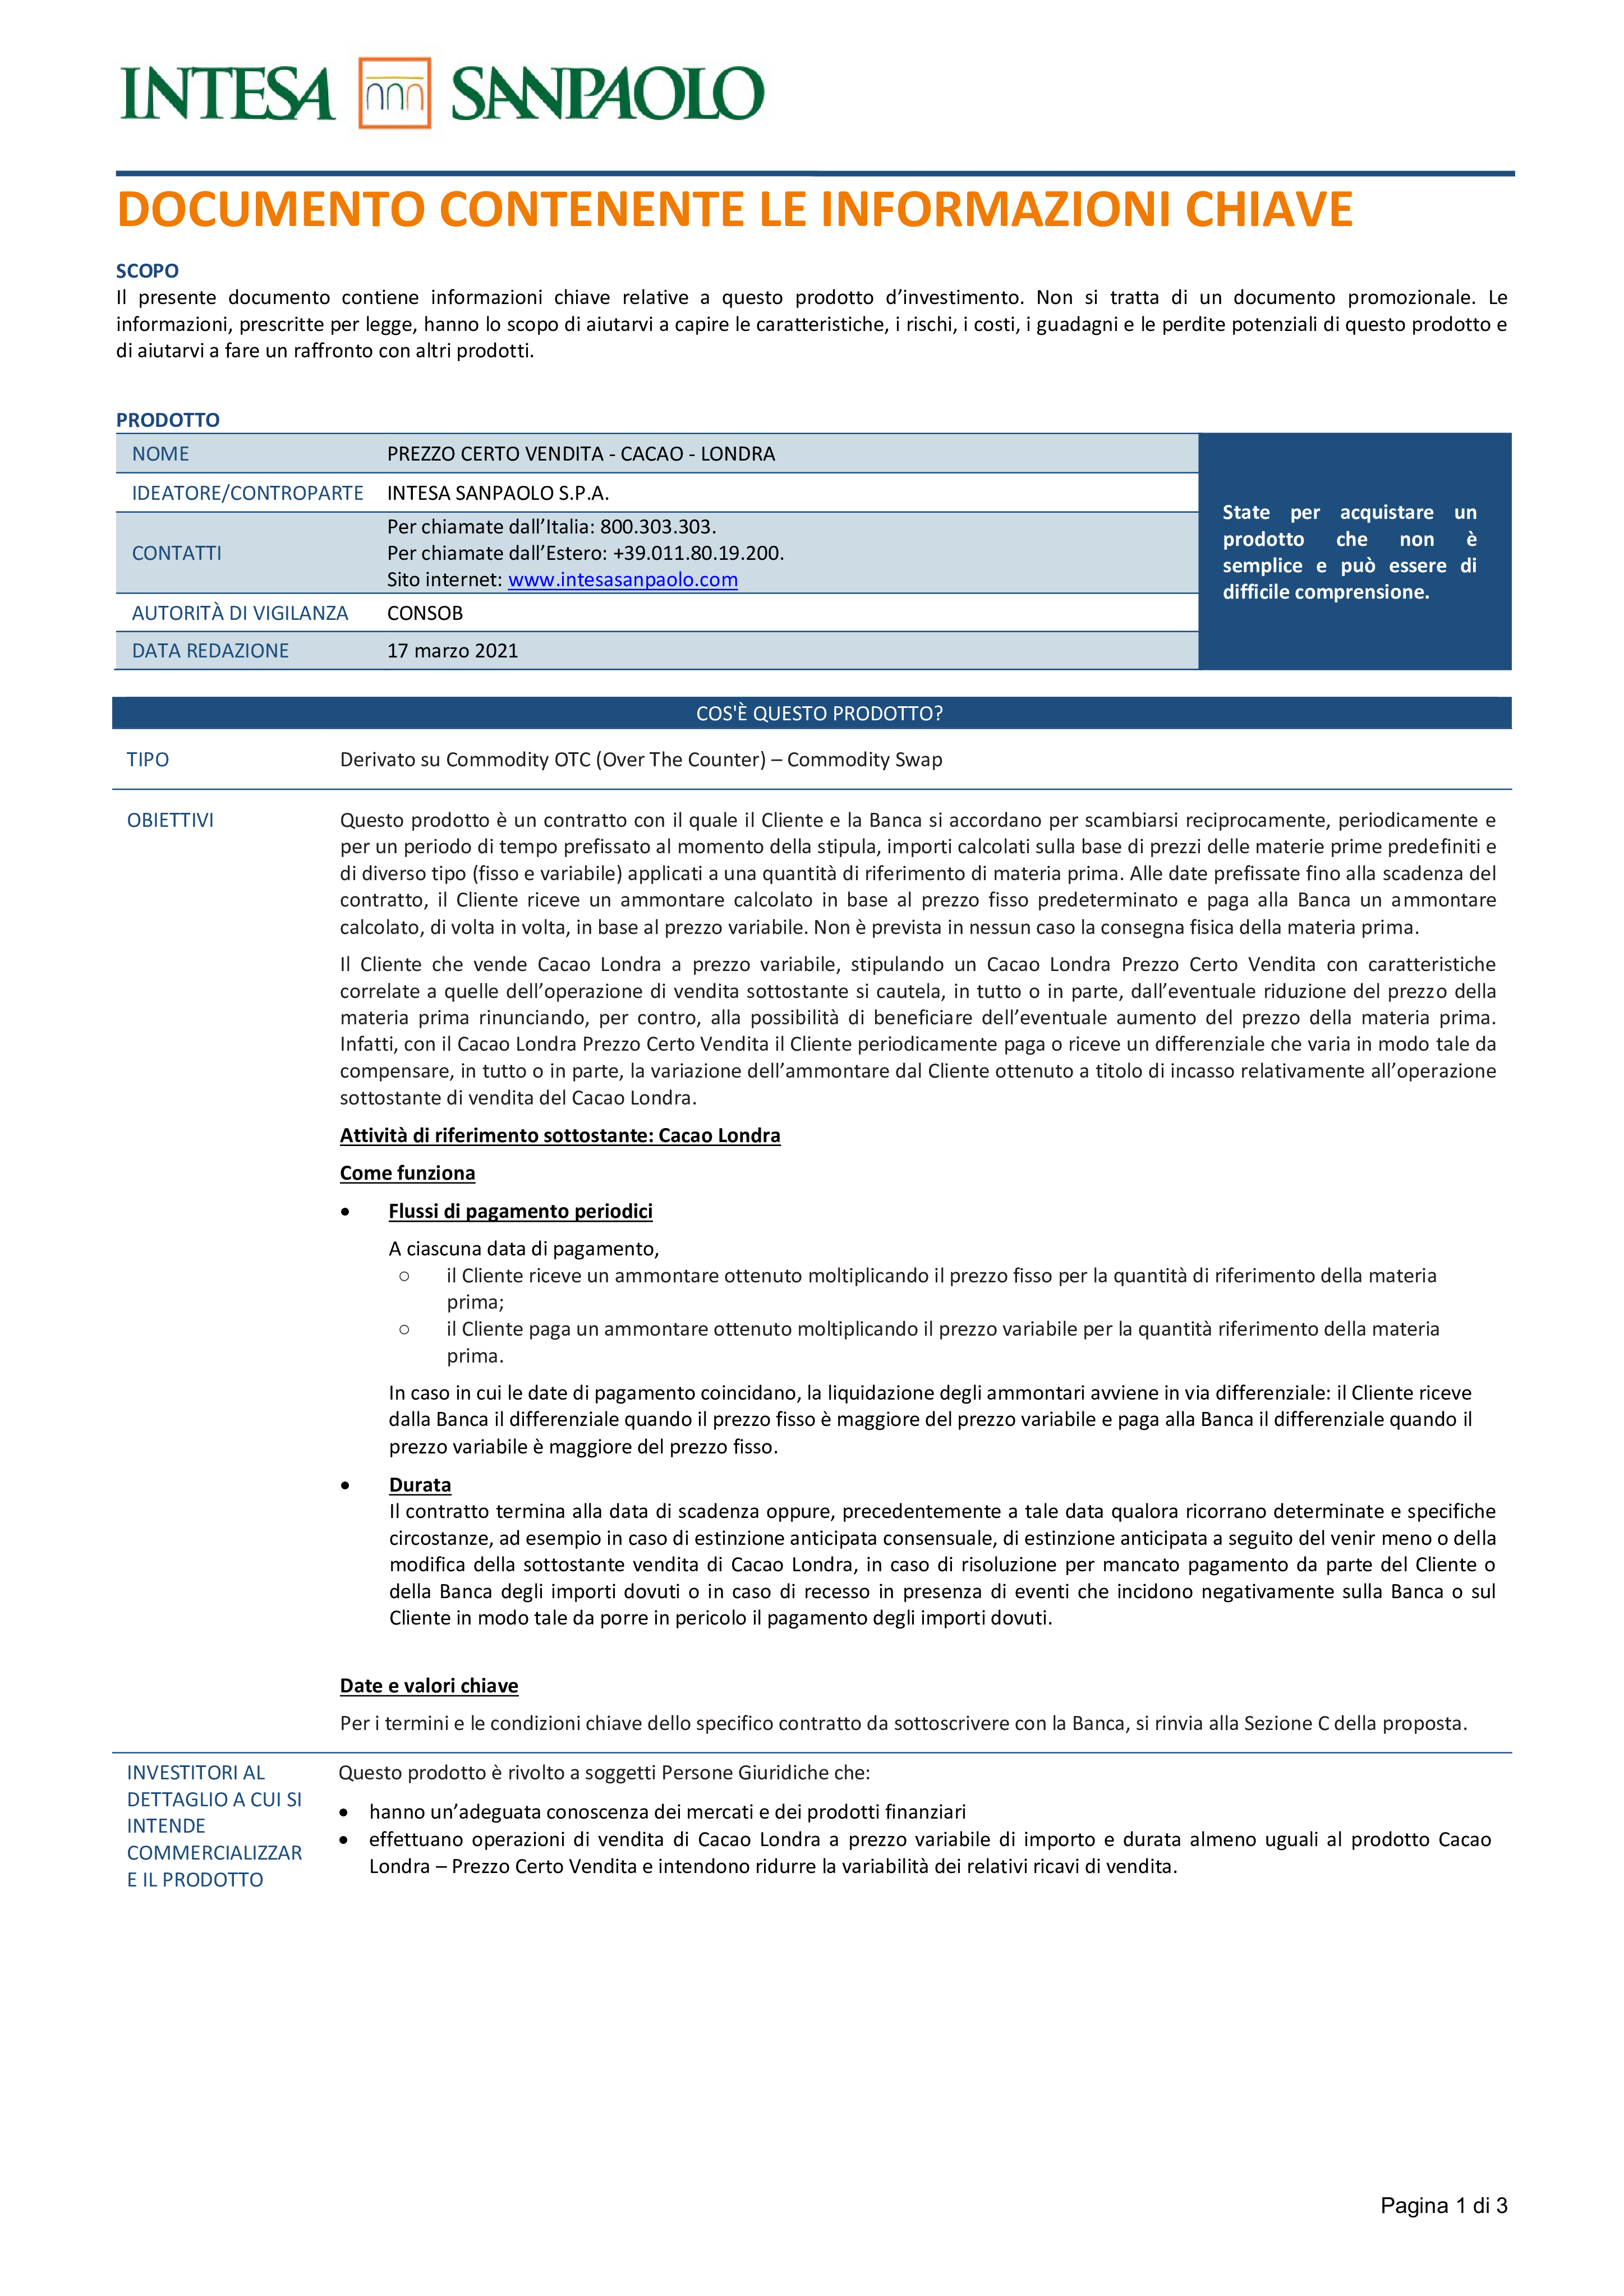 INTESA SANPAOLO
DOCUMENTO CONTENENTE LE INFORMAZIONI CHIAVE
SCOPO
Il presente documento contiene informazioni chiave relative a questo prodotto d’investimento. Non si tratta di un documento promozionale. Le
informazioni, prescritte per legge, hanno lo scopo di aiutarvi a capire le caratteristiche, i rischi, i costi, i guadagni e le perdite potenziali di questo prodotto e
di aiutarvi a fare un raffronto con altri prodotti.
PRODOTTO
NOME PREZZO CERTO VENDITA - CACAO - LONDRA
IDEATORE/CONTROPARTE INTESA SANPAOLO S.P.A.
CONTATTI
Per chiamate dall’Italia: 800.303.303.
Per chiamate dall’Estero: +39.011.80.19.200.
Sito internet: www.intesasanpaolo.com
AUTORITÀ DI VIGILANZA CONSOB
DATA REDAZIONE 17 marzo 2021
State per acquistare un
prodotto che non è
semplice e può essere di
difficile comprensione.
COS'È QUESTO PRODOTTO?
TIPO Derivato su Commodity OTC (Over The Counter) – Commodity Swap
OBIETTIVI Questo prodotto è un contratto con il quale il Cliente e la Banca si accordano per scambiarsi reciprocamente, periodicamente e
per un periodo di tempo prefissato al momento della stipula, importi calcolati sulla base di prezzi delle materie prime predefiniti e
di diverso tipo (fisso e variabile) applicati a una quantità di riferimento di materia prima. Alle date prefissate fino alla scadenza del
contratto, il Cliente riceve un ammontare calcolato in base al prezzo fisso predeterminato e paga alla Banca un ammontare
calcolato, di volta in volta, in base al prezzo variabile. Non è prevista in nessun caso la consegna fisica della materia prima.
Il Cliente che vende Cacao Londra a prezzo variabile, stipulando un Cacao Londra Prezzo Certo Vendita con caratteristiche
correlate a quelle dell’operazione di vendita sottostante si cautela, in tutto o in parte, dall’eventuale riduzione del prezzo della
materia prima rinunciando, per contro, alla possibilità di beneficiare dell’eventuale aumento del prezzo della materia prima.
Infatti, con il Cacao Londra Prezzo Certo Vendita il Cliente periodicamente paga o riceve un differenziale che varia in modo tale da
compensare, in tutto o in parte, la variazione dell’ammontare dal Cliente ottenuto a titolo di incasso relativamente all’operazione
sottostante di vendita del Cacao Londra.
Attività di riferimento sottostante: Cacao Londra
Come funziona
• Flussi di pagamento periodici
A ciascuna data di pagamento,
○ il Cliente riceve un ammontare ottenuto moltiplicando il prezzo fisso per la quantità di riferimento della materia
prima;
○ il Cliente paga un ammontare ottenuto moltiplicando il prezzo variabile per la quantità riferimento della materia
prima.
In caso in cui le date di pagamento coincidano, la liquidazione degli ammontari avviene in via differenziale: il Cliente riceve
dalla Banca il differenziale quando il prezzo fisso è maggiore del prezzo variabile e paga alla Banca il differenziale quando il
prezzo variabile è maggiore del prezzo fisso.
• Durata
Il contratto termina alla data di scadenza oppure, precedentemente a tale data qualora ricorrano determinate e specifiche
circostanze, ad esempio in caso di estinzione anticipata consensuale, di estinzione anticipata a seguito del venir meno o della
modifica della sottostante vendita di Cacao Londra, in caso di risoluzione per mancato pagamento da parte del Cliente o
della Banca degli importi dovuti o in caso di recesso in presenza di eventi che incidono negativamente sulla Banca o sul
Cliente in modo tale da porre in pericolo il pagamento degli importi dovuti.
Date e valori chiave
Per i termini e le condizioni chiave dello specifico contratto da sottoscrivere con la Banca, si rinvia alla Sezione C della proposta.
INVESTITORI AL
DETTAGLIO A CUI SI
INTENDE
COMMERCIALIZZAR
E IL PRODOTTO
Questo prodotto è rivolto a soggetti Persone Giuridiche che:
• hanno un’adeguata conoscenza dei mercati e dei prodotti finanziari
• effettuano operazioni di vendita di Cacao Londra a prezzo variabile di importo e durata almeno uguali al prodotto Cacao
Londra – Prezzo Certo Vendita e intendono ridurre la variabilità dei relativi ricavi di vendita.
Pagina 1 di 3